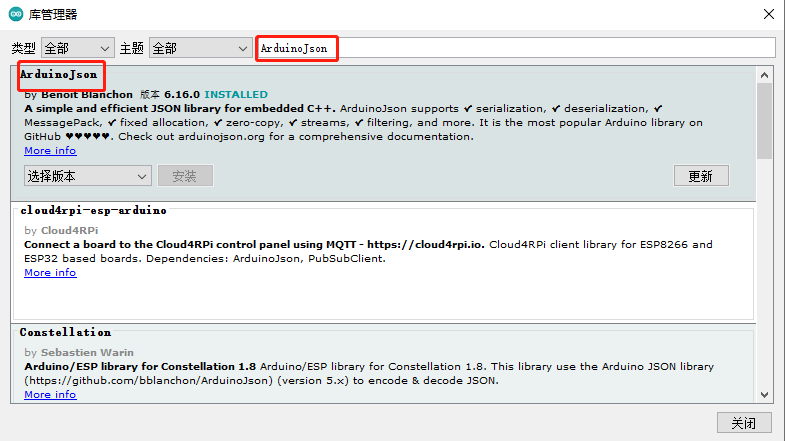 库管理器
类型 全部 主题 全部 ArduinoJson
ArduinoJson
by Benoit Blanchon 版本 6.16.0 INSTALLED
A simple and efficient JSON library for embedded C++. ArduinoJson supports ✔ serialization, ✔ deserialization, ✔
MessagePack, ✔ fixed allocation, ✔ zero-copy, ✔ streams, ✔ filtering, and more. It is the most popular Arduino library on
GitHub ♥♥♥♥♥. Check out arduinojson.org for a comprehensive documentation.
More info
选择版本 安装 更新
cloud4rpi-esp-arduino
by Cloud4RPi
Connect a board to the Cloud4RPi control panel using MQTT - https://cloud4rpi.io. Cloud4RPi client library for ESP8266 and
ESP32 based boards. Dependencies: ArduinoJson, PubSubClient.
More info
Constellation
by Sebastien Warin
Arduino/ESP library for Constellation 1.8 Arduino/ESP library for Constellation 1.8. This library use the Arduino JSON library
(https://github.com/bblanchon/ArduinoJson) (version 5.x) to encode & decode JSON.
More info
关闭